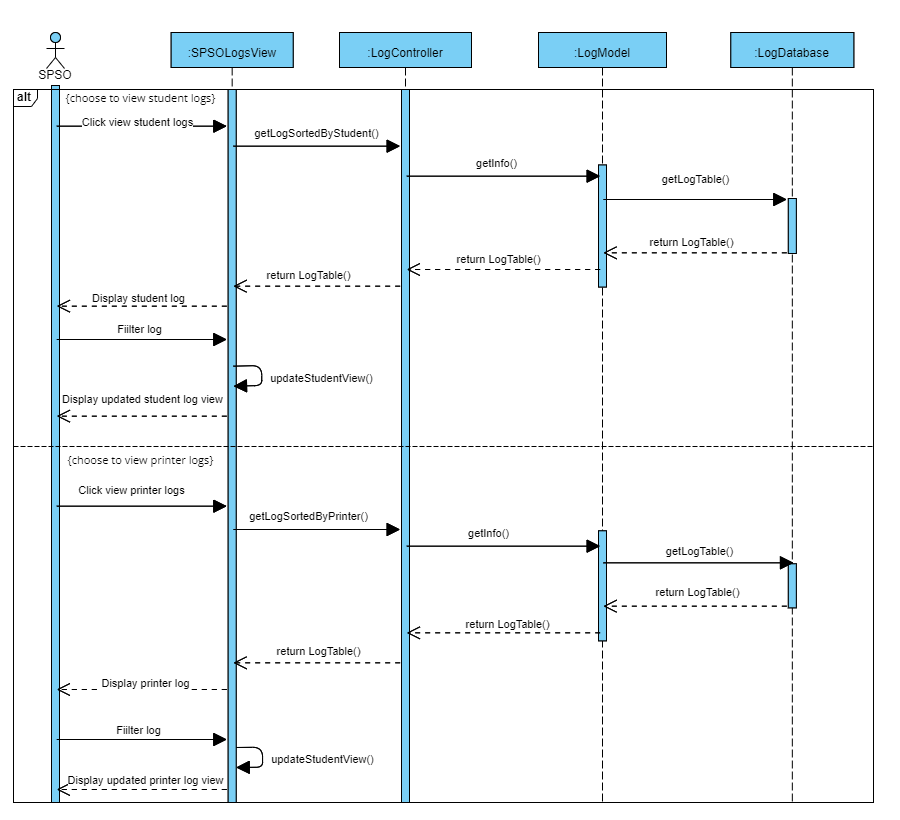 SPSO
:SPSOLogsView
:LogController
:LogModel
:LogDatabase
alt
{choose to view student logs}
Click view student logs
getLogSortedByStudent()
getInfo()
getLogTable()
return LogTable()
return LogTable()
return LogTable()
Display student log
Fiilter log
updateStudentView()
Display updated student log view
{choose to view printer logs}
Click view printer logs
getLogSortedByPrinter()
getInfo()
getLogTable()
return LogTable()
return LogTable()
return LogTable()
Display printer log
Fiilter log
updateStudentView()
Display updated printer log view